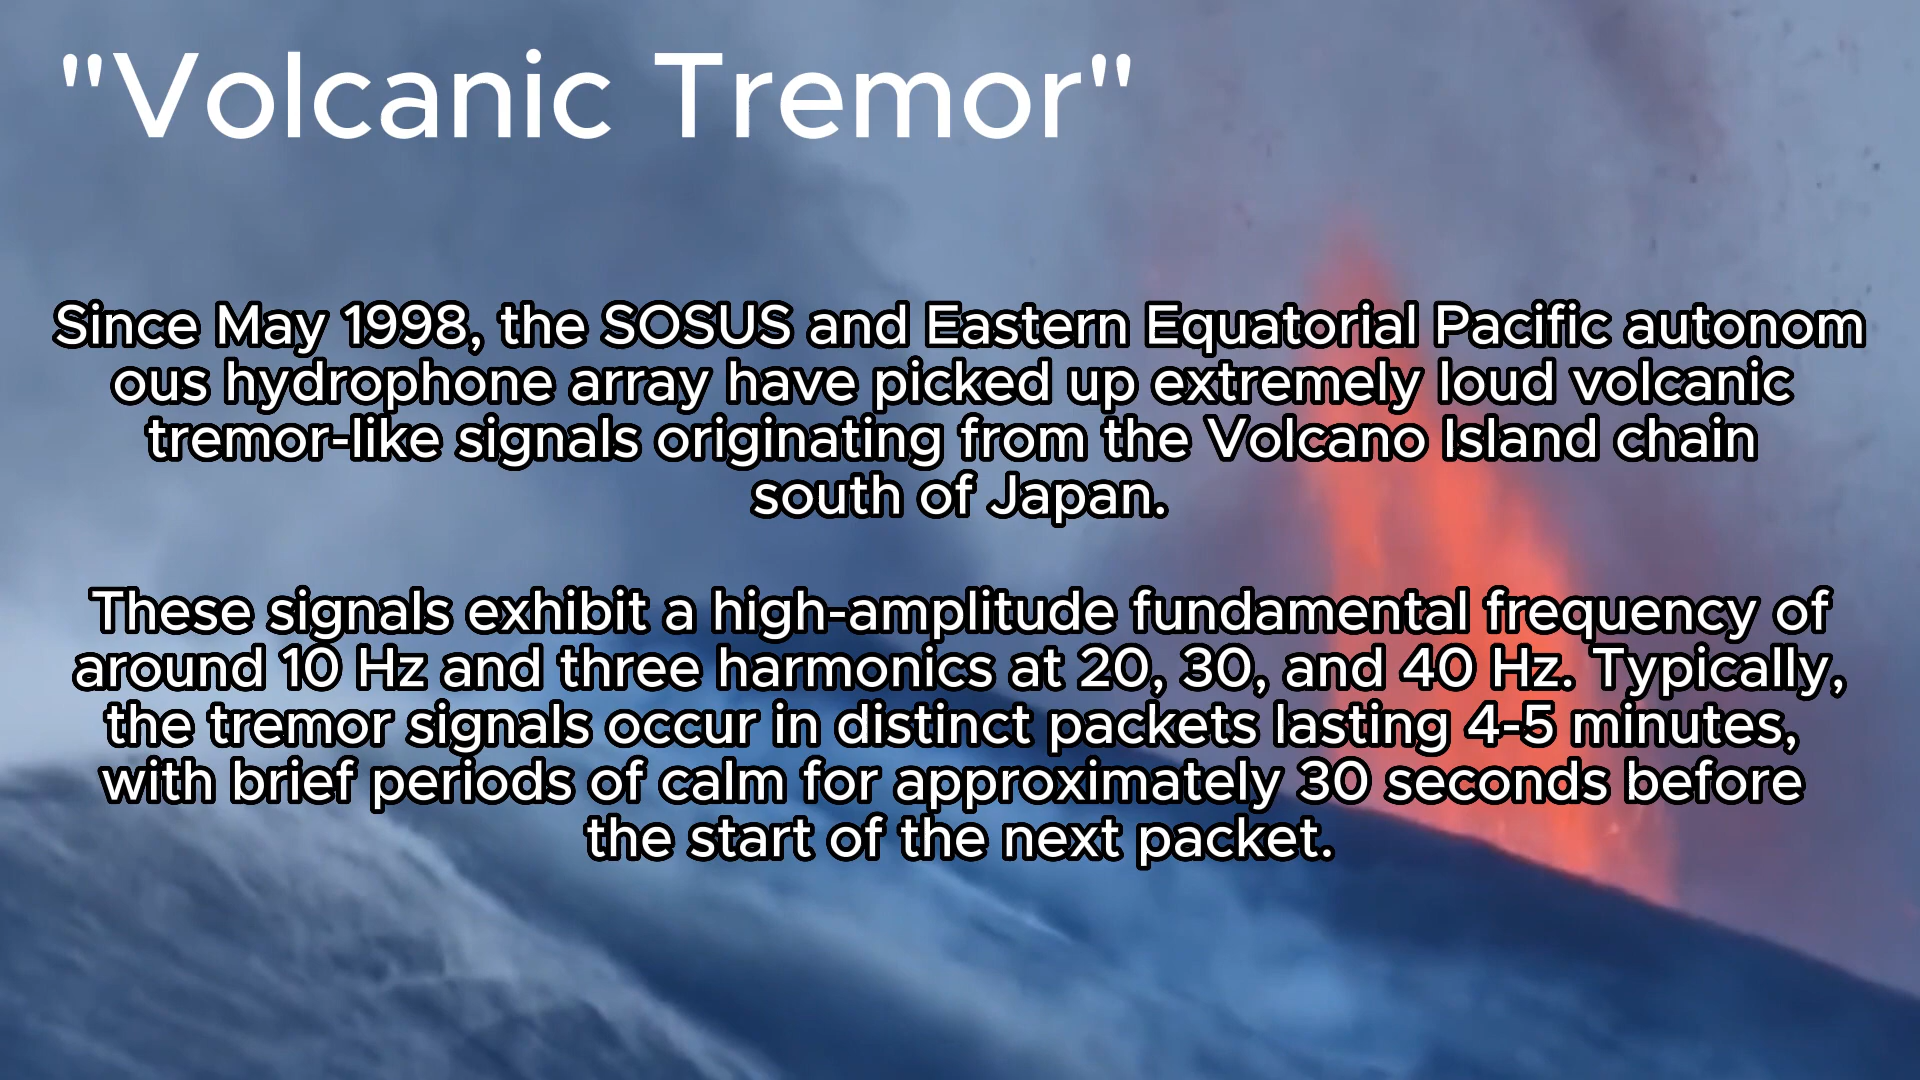 "Volcanic Tremor"
Since May 1998, the SOSUS and Eastern Equatorial Pacific autonom
ous hydrophone array have picked up extremely loud volcanic
tremor-like signals originating from the Volcano Island chain
south of Japan.
These signals exhibit a high-amplitude fundamental frequency of
around 10 Hz and three harmonics at 20, 30, and 40 Hz. Typically,
the tremor signals occur in distinct packets lasting 4-5 minutes,
with brief periods of calm for approximately 30 seconds before
the start of the next packet.